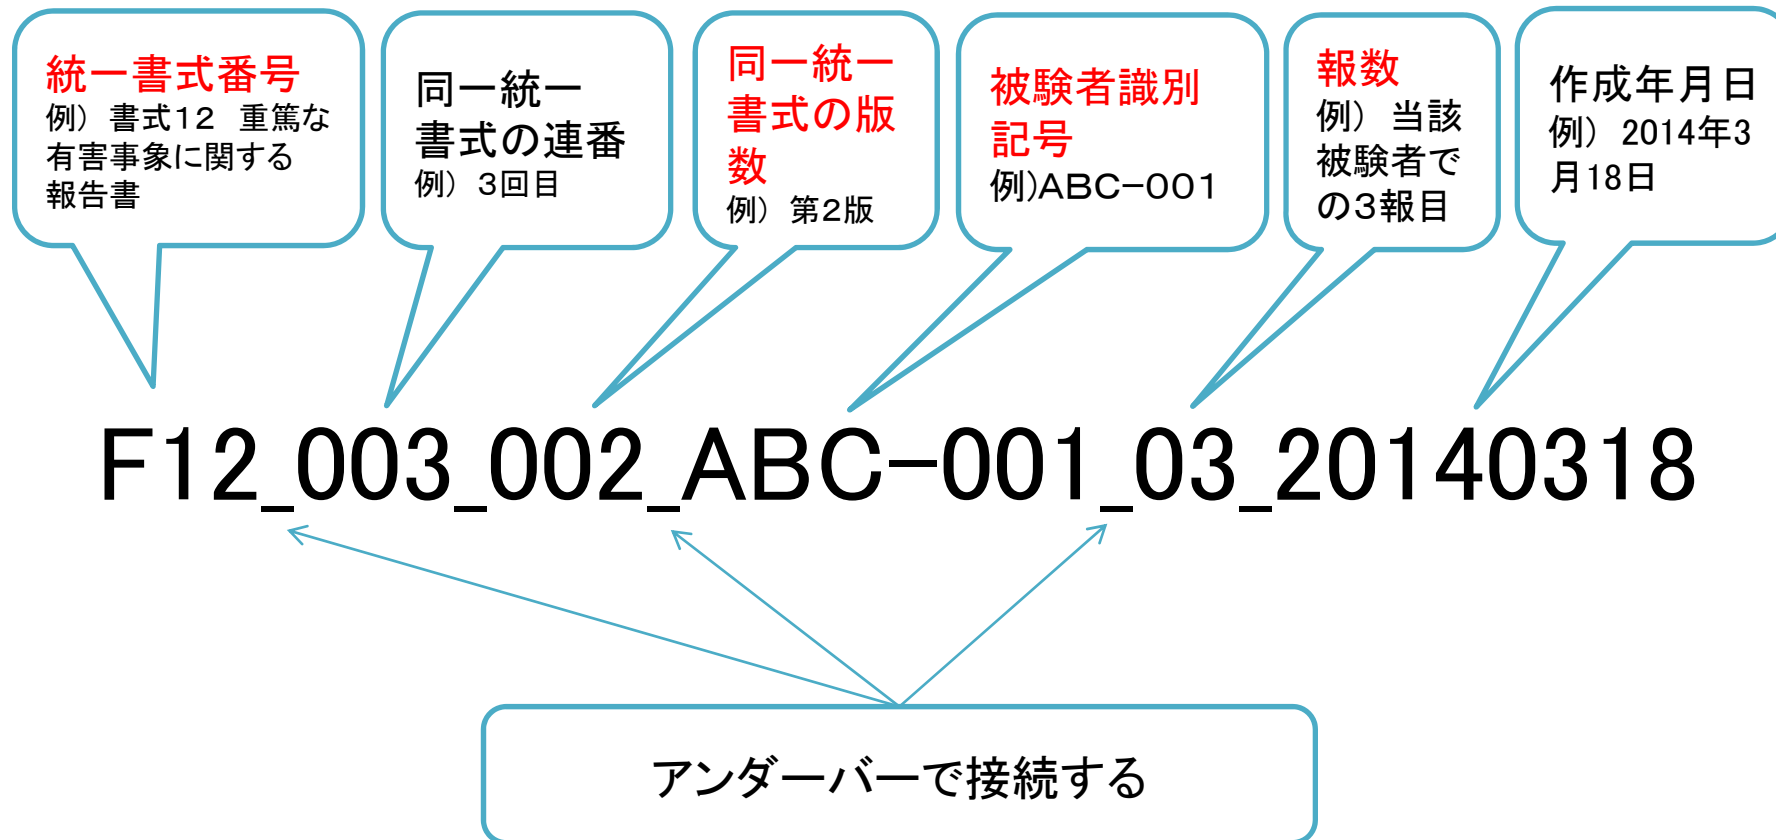 統一書式番号
例）書式１２　重篤な
有害事象に関する
報告書
同一統一
書式の連番
例）３回目
同一統一
書式の版
数
例）第２版
被験者識別
記号
例)ABC－００１
報数
例）当該
被験者で
の３報目
作成年月日
例）2014年3
月18日
F12_003_002_ABC－001_03_20140318
アンダーバーで接続する